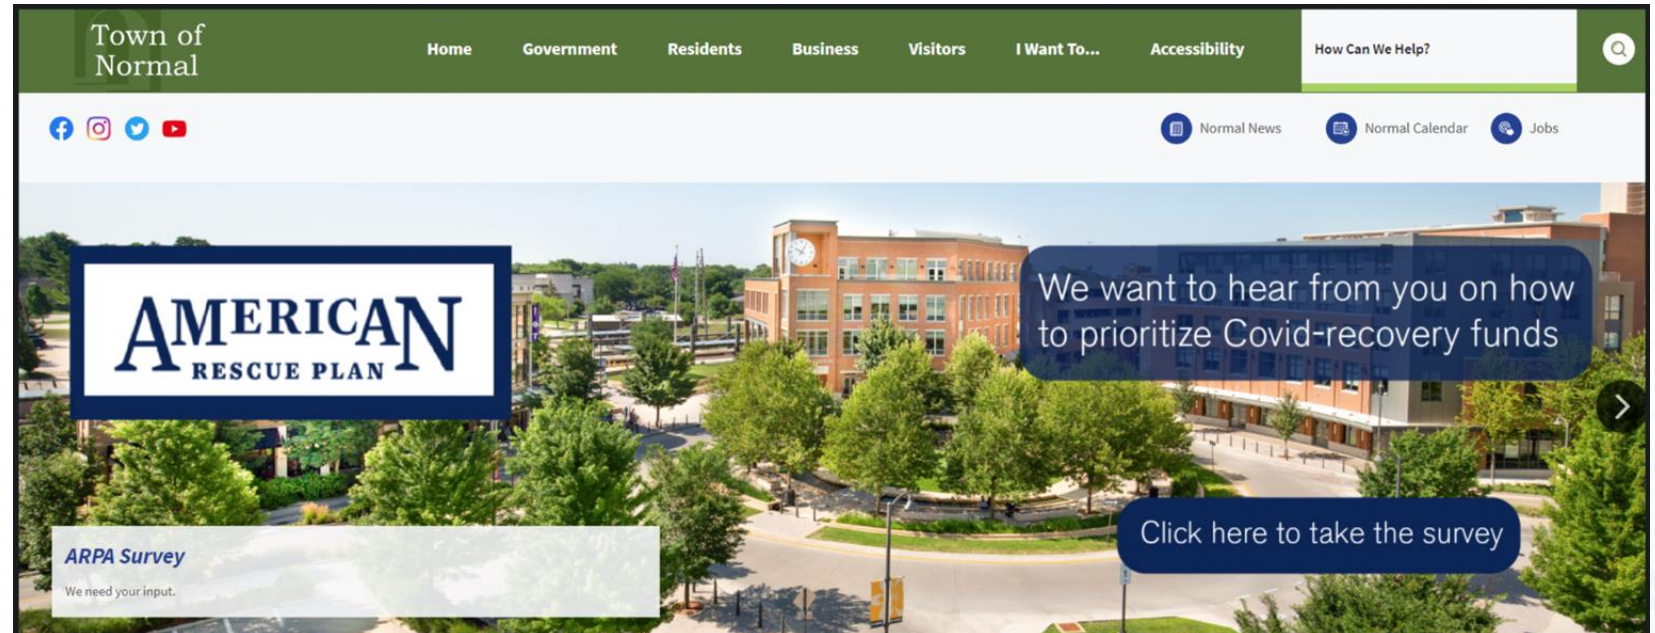 Town of
Normal
Home
Government
Residents
Business
Visitors
I Want To...
Accessibility
How Can We Help?
Normal News
Normal Calendar
Jobs
AMERICAN
RESCUE PLAN
We want to hear from you on how
to prioritize Covid-recovery funds
Click here to take the survey
ARPA Survey
We need your input.